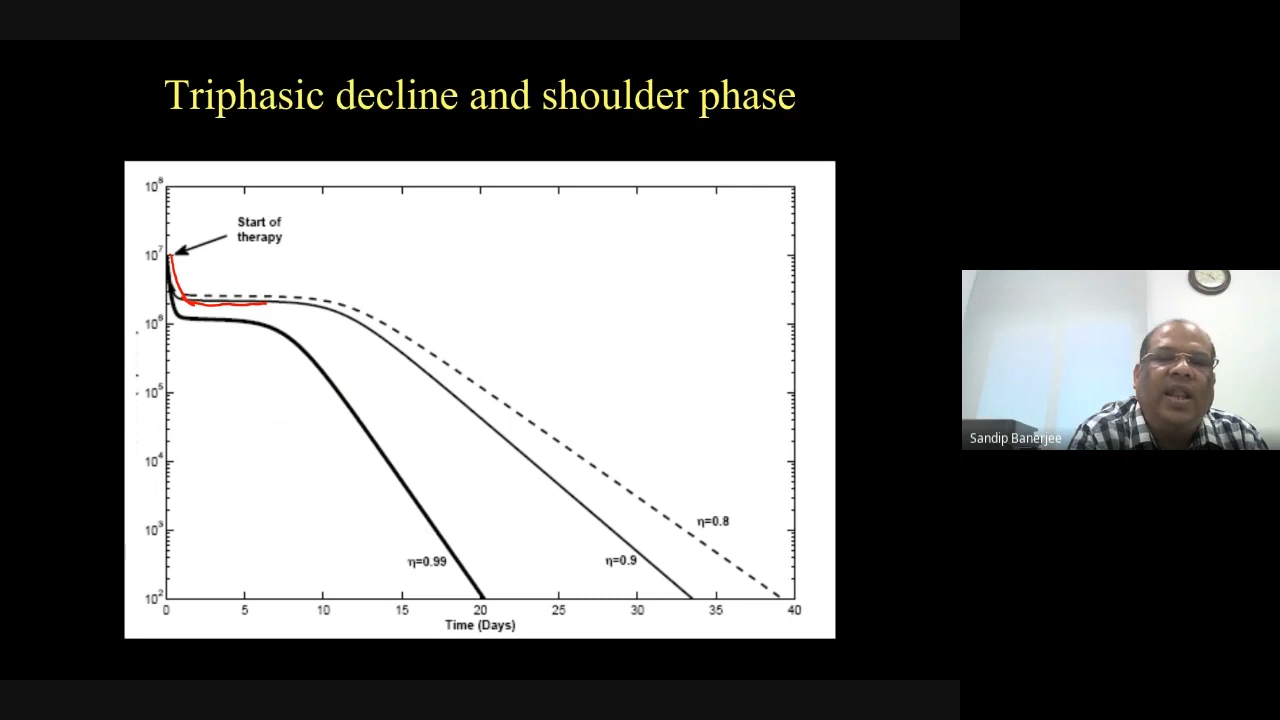 Triphasic decline and shoulder phase
10⁸
Start of
therapy
10⁷
10⁶
10⁵
10⁴
10³
10²
η=0.8
η=0.9
η=0.99
0 5 10 15 20 25 30 35 40
Time (Days)
Sandip Banerjee